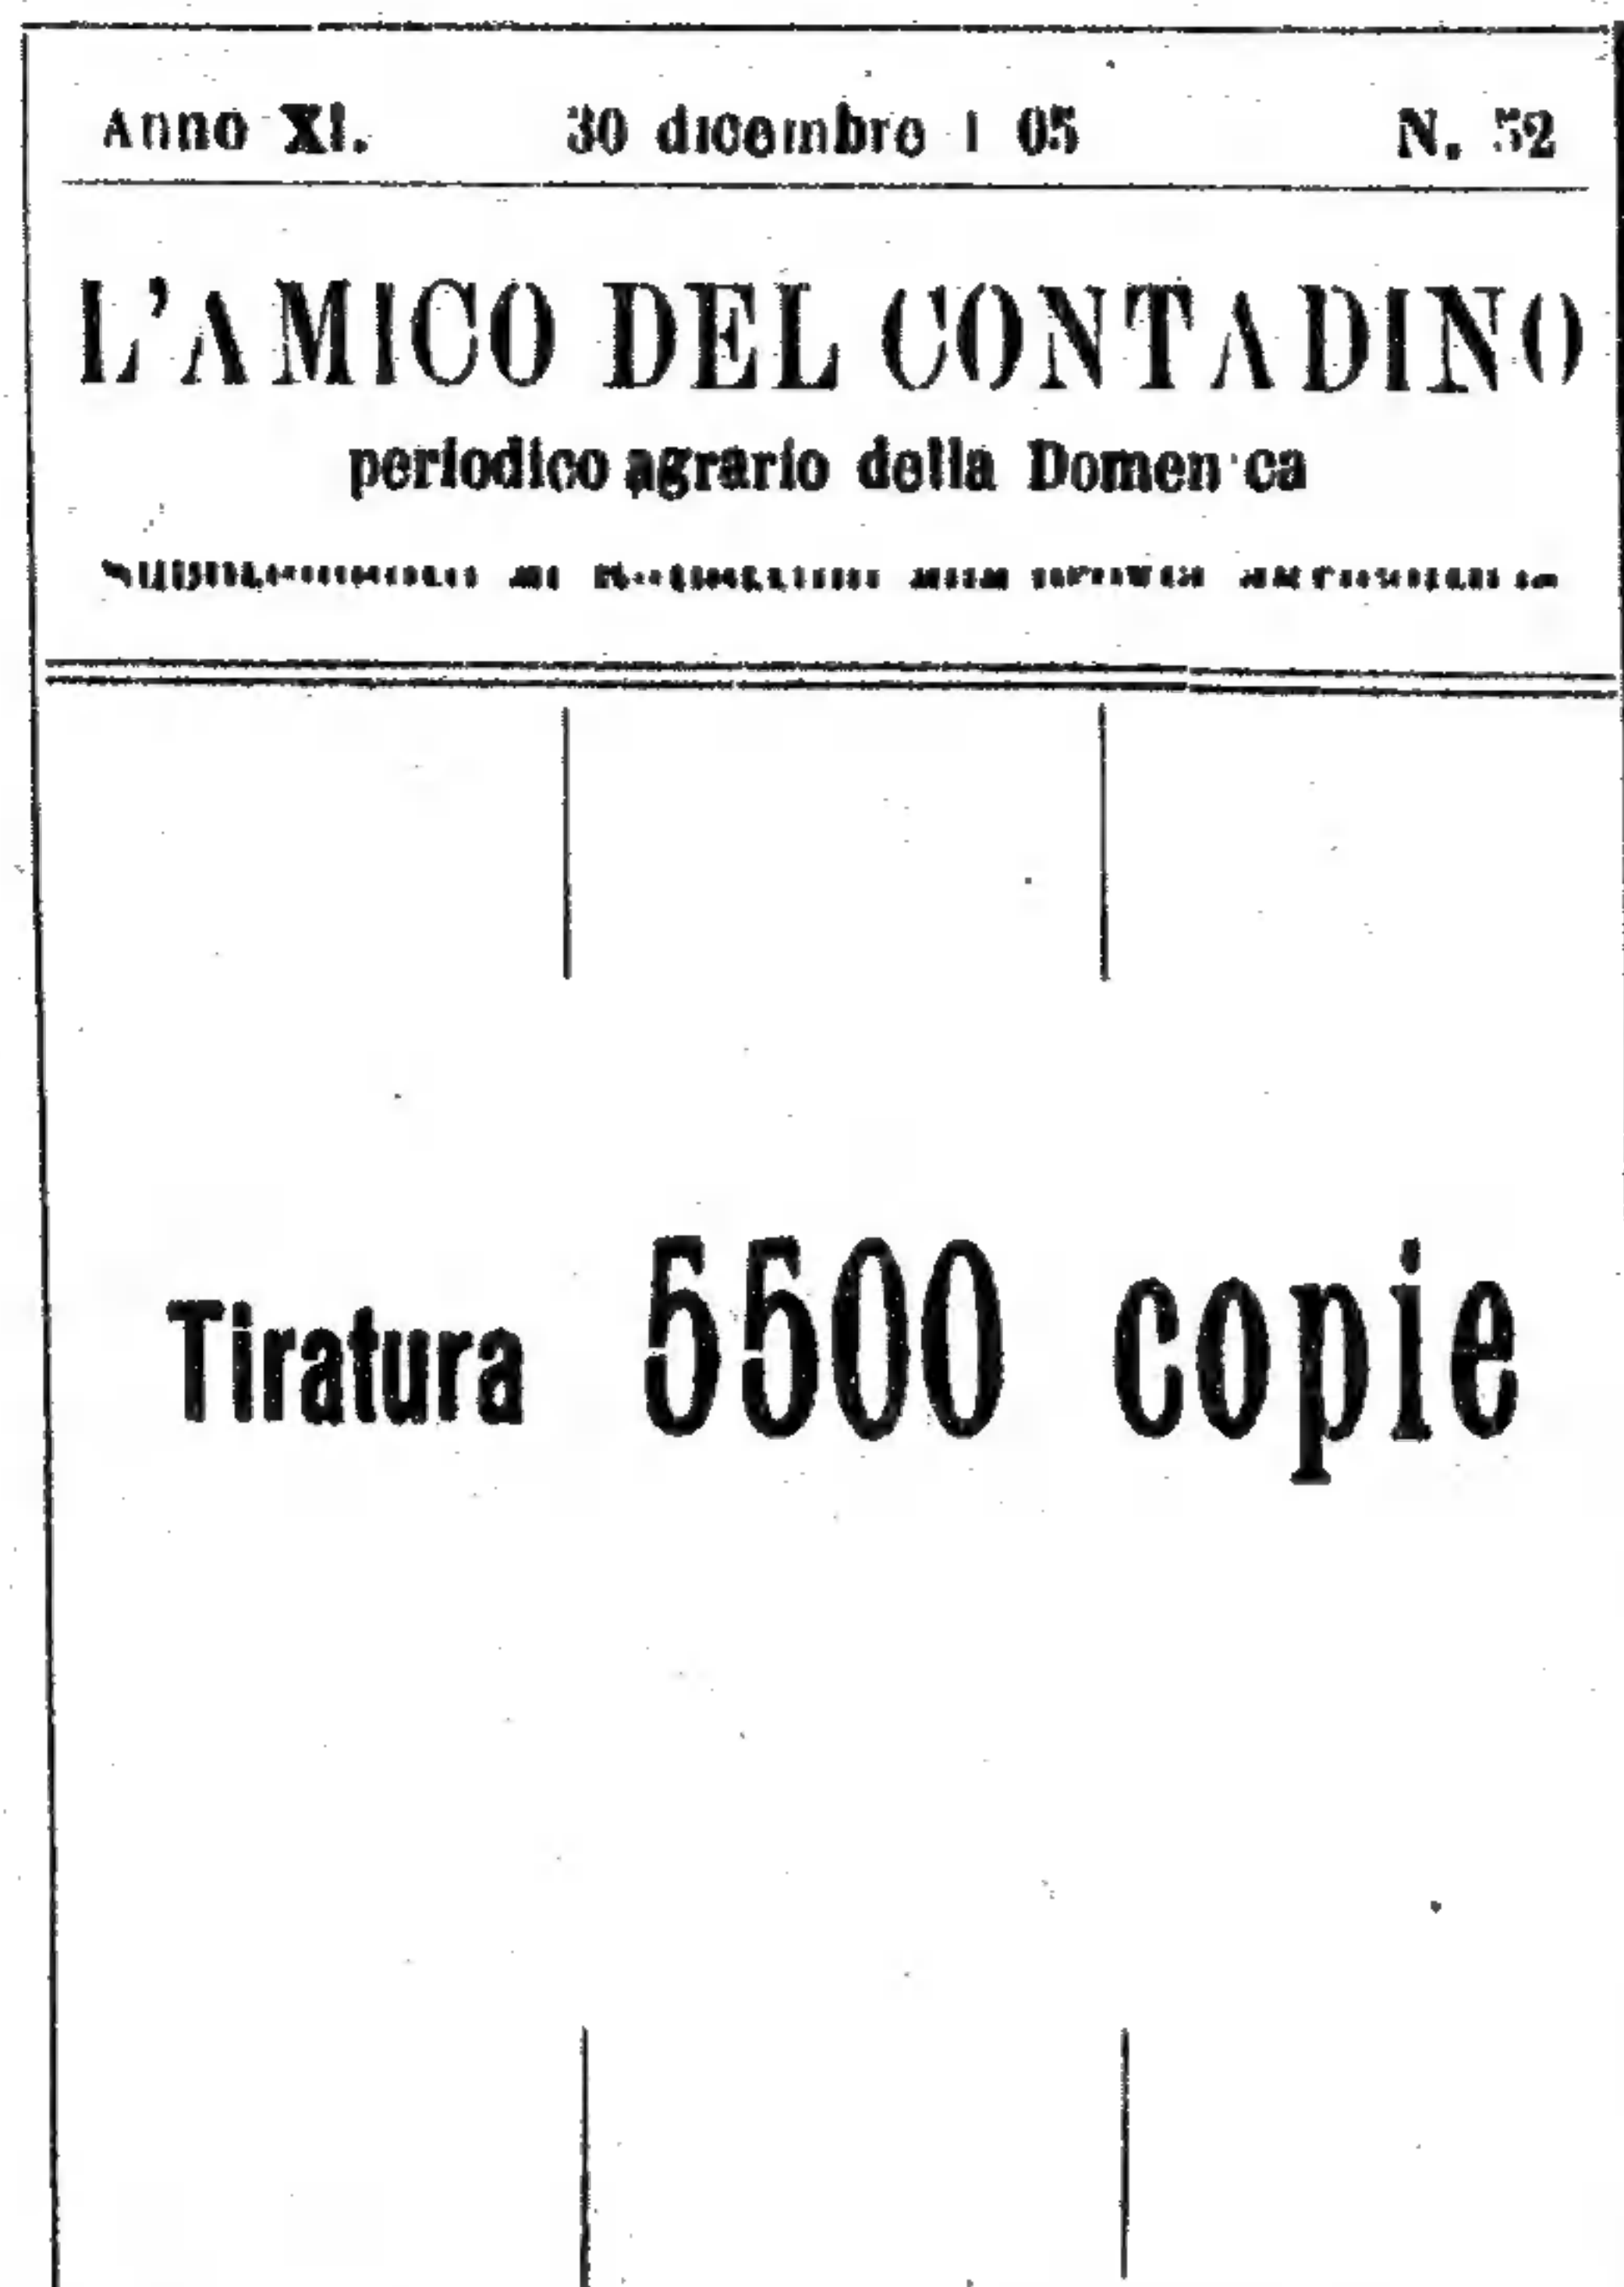 Anno XI. 30 dicembre 1 05 N. 52
L'AMICO DEL CONTADINO
periodico agrario della Domenica
Tiratura 5500 copie